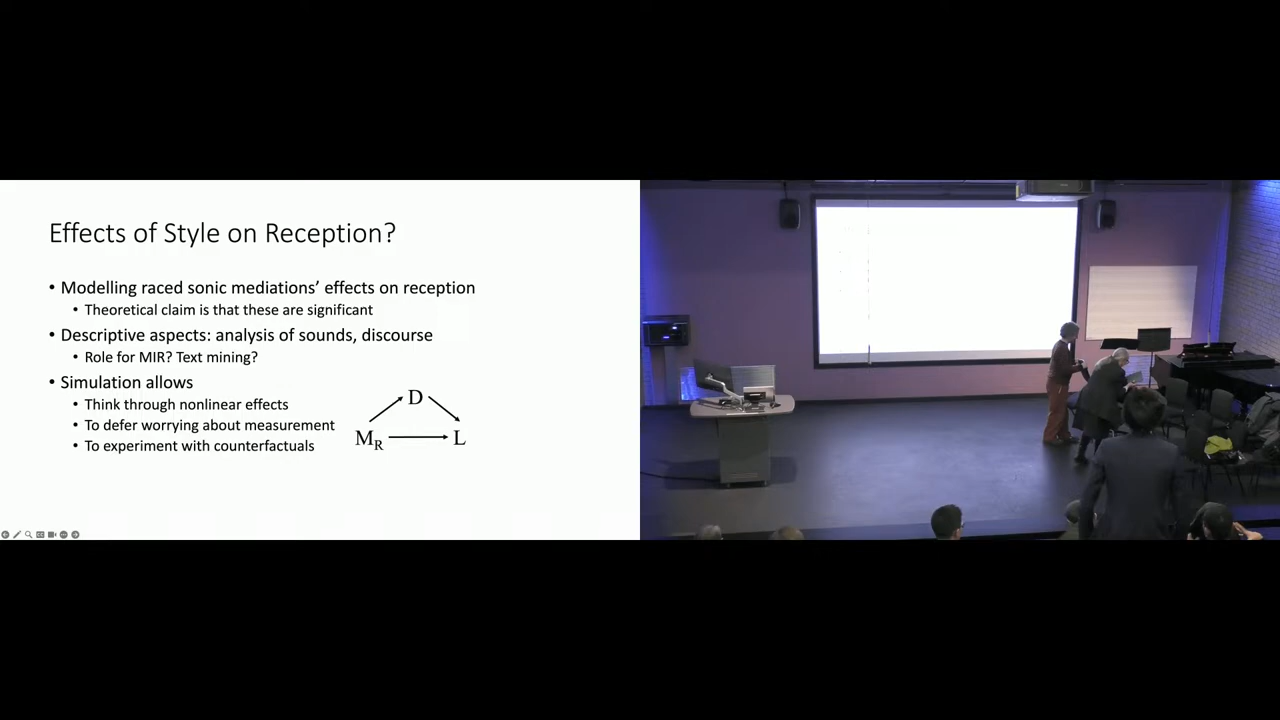 Effects of Style on Reception?
• Modelling raced sonic mediations’ effects on reception
• Theoretical claim is that these are significant
• Descriptive aspects: analysis of sounds, discourse
• Role for MIR? Text mining?
• Simulation allows
• Think through nonlinear effects
• To defer worrying about measurement
• To experiment with counterfactuals
D
M_R
L